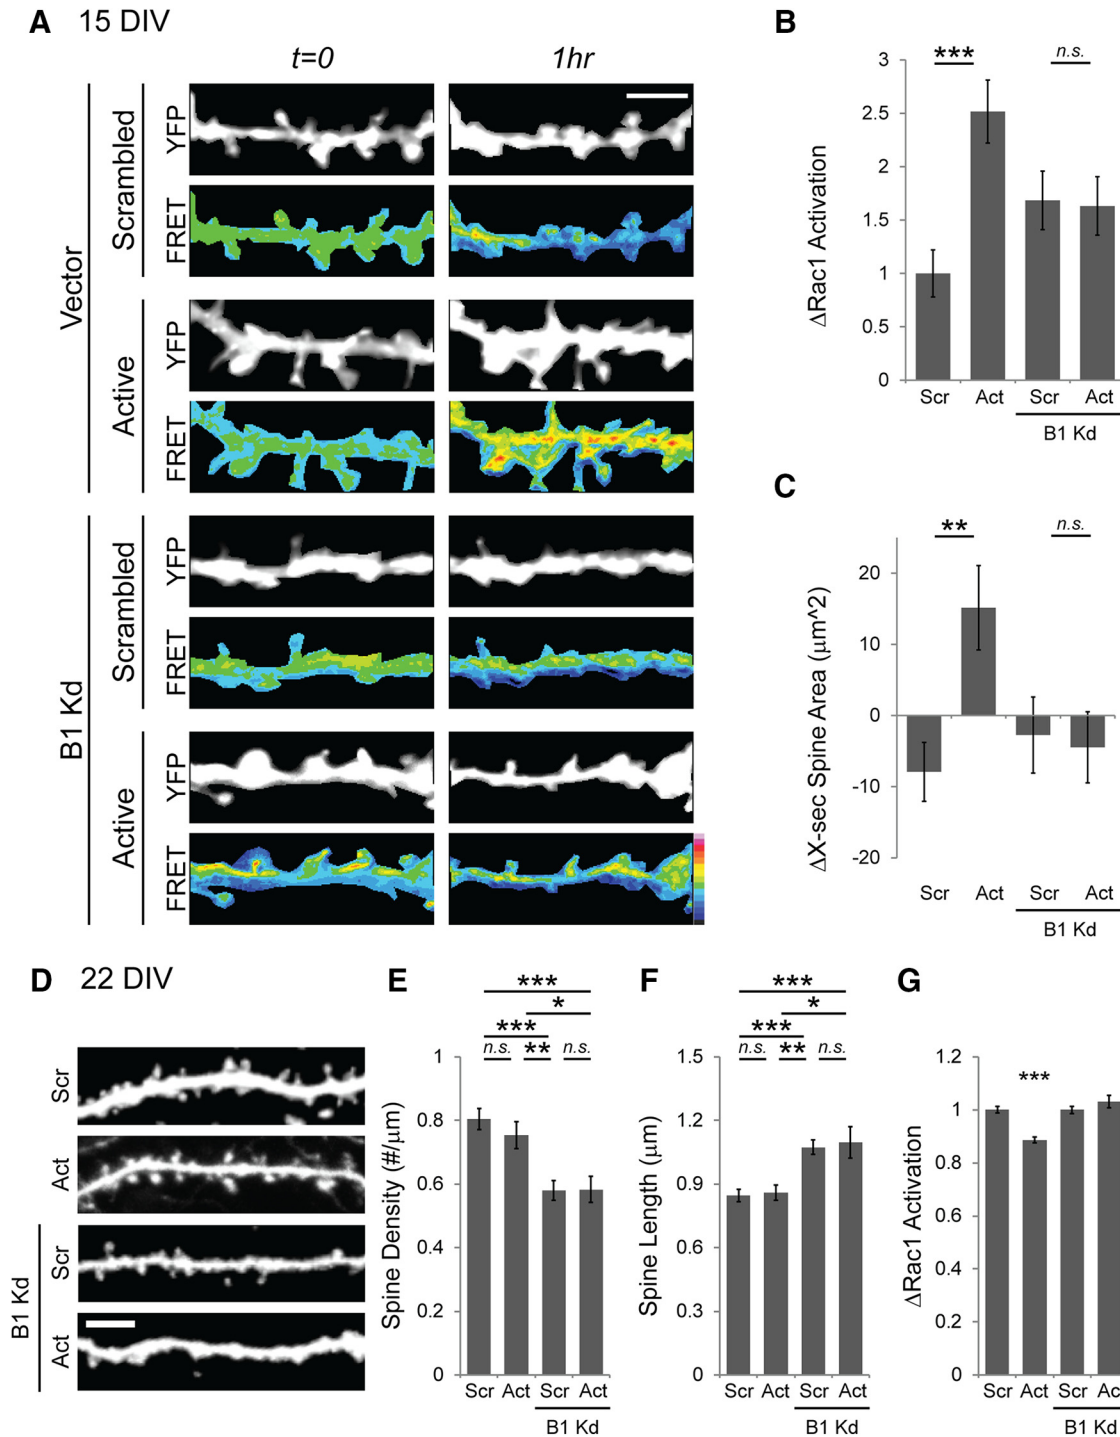 A 15 DIV
t=0 1hr
Vector
Scrambled
YFP
FRET
Active
YFP
FRET
B1 Kd
Scrambled
YFP
FRET
Active
YFP
FRET
B
*** n.s.
ΔRac1 Activation
3
2.5
2
1.5
1
0.5
0
Scr Act Scr Act
B1 Kd
C
** n.s.
ΔX-sec Spine Area (μm^2)
20
10
0
-10
-20
Scr Act Scr Act
B1 Kd
D 22 DIV
Scr
Act
B1 Kd
Scr
Act
E
***
*
***
n.s. ** n.s.
Spine Density (#/μm)
1
0.8
0.6
0.4
0.2
0
Scr Act Scr Act
B1 Kd
F
***
*
***
n.s. ** n.s.
Spine Length (μm)
1.5
1.2
0.9
0.6
0.3
0
Scr Act Scr Act
B1 Kd
G
***
ΔRac1 Activation
1.2
1
0.8
0.6
0.4
0.2
0
Scr Act Scr Ac
B1 Kd